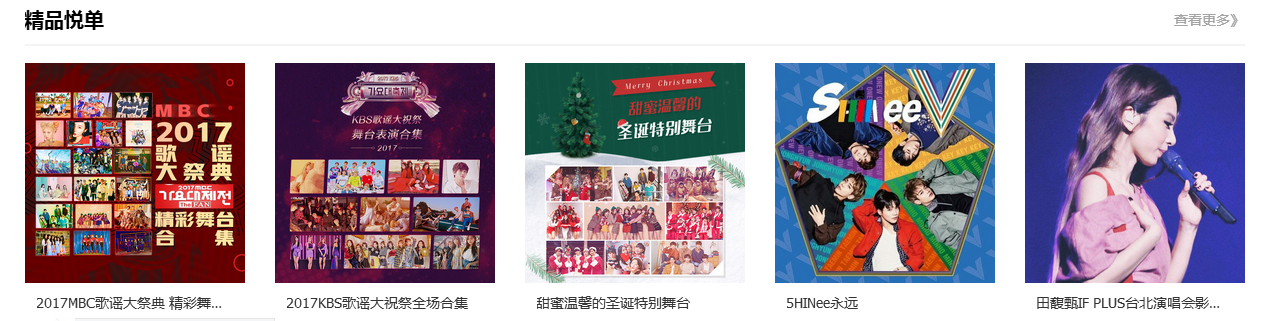 精品悦单
查看更多》
MBC
2017
歌谣
大祭典
2017MBC
가요대제전
The FAN
精彩舞台
合集
2017 KBS
가요대축제
KBS歌谣大祝祭
舞台表演合集
2017
Merry Christmas
甜蜜温馨的
圣诞特别舞台
SHINee
V
2017MBC歌谣大祭典 精彩舞...
2017KBS歌谣大祝祭全场合集
甜蜜温馨的圣诞特别舞台
5HINee永远
田馥甄IF PLUS台北演唱会影...